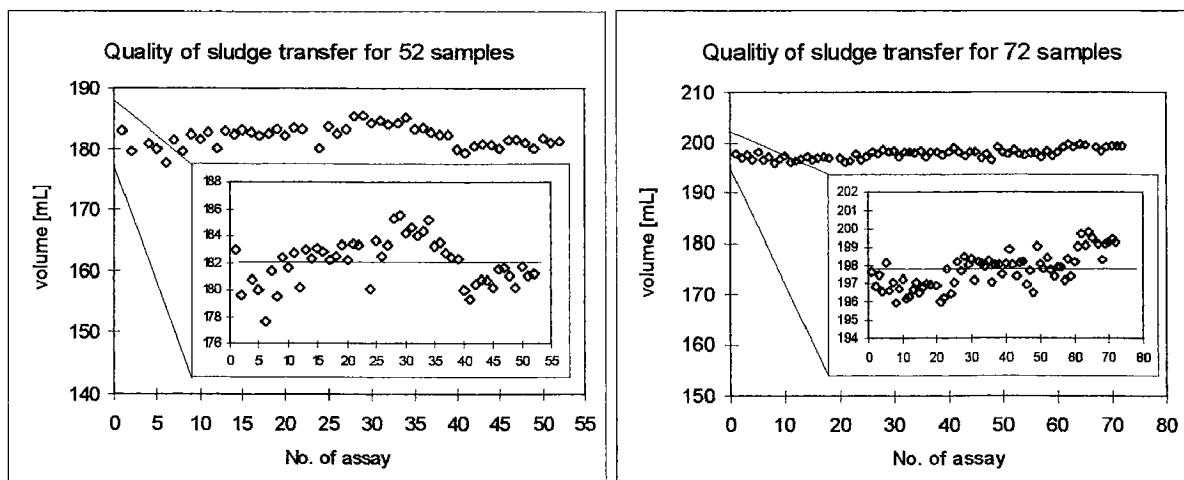 Quality of sludge transfer for 52 samples
190
180
170
160
150
140
volume [mL]
188
186
184
182
180
178
176
0 5 10 15 20 25 30 35 40 45 50 55
0 5 10 15 20 25 30 35 40 45 50 55
No. of assay
Qualitiy of sludge transfer for 72 samples
210
200
190
180
170
160
150
volume [mL]
202
201
200
199
198
197
196
195
194
0 10 20 30 40 50 60 70 80
0 10 20 30 40 50 60 70 80
No. of assay